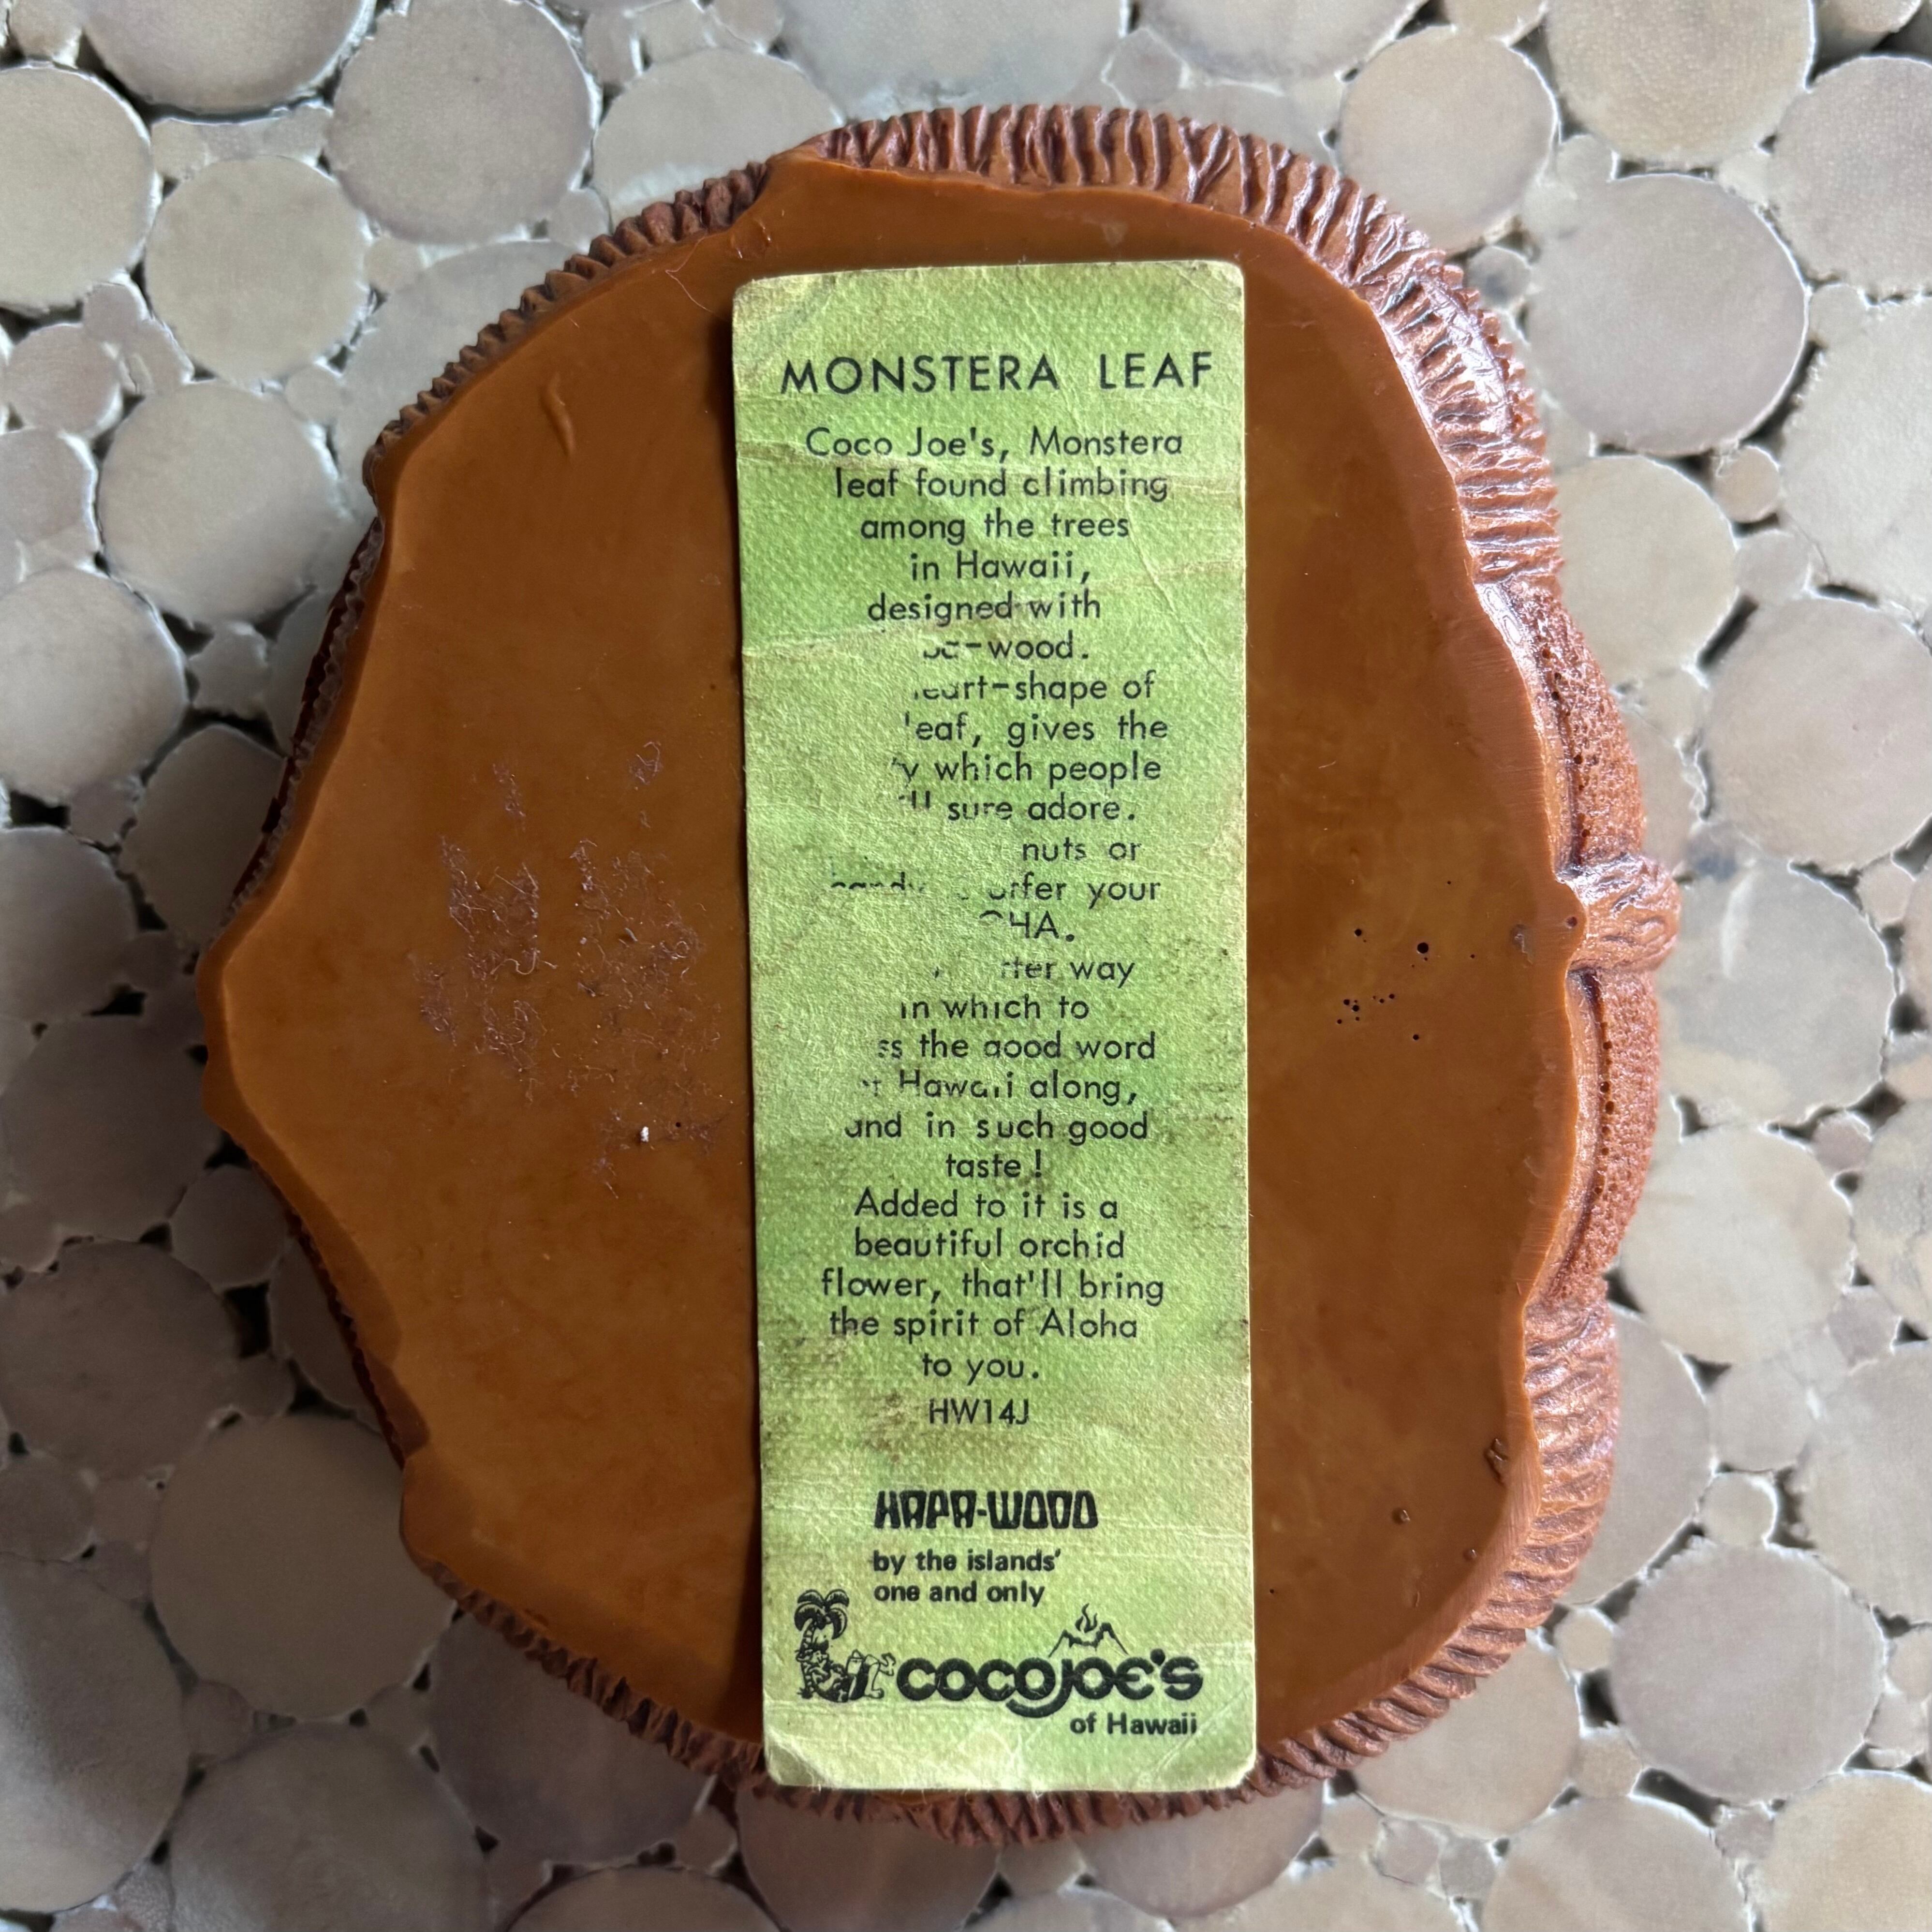 MONSTERA LEAF
Coco Joe's, Monstera
leaf found climbing
among the trees
in Hawaii,
designed with
wood.
shape of
gives the
which people
sure adore.
nuts or
your
way
in which to
the good word
Hawaii along,
and in such good
taste!
Added to it is a
beautiful orchid
flower, that'll bring
the spirit of Aloha
to you.
HW14J
HAPA-WOOD
by the islands'
one and only
COCO JOE'S
of Hawaii